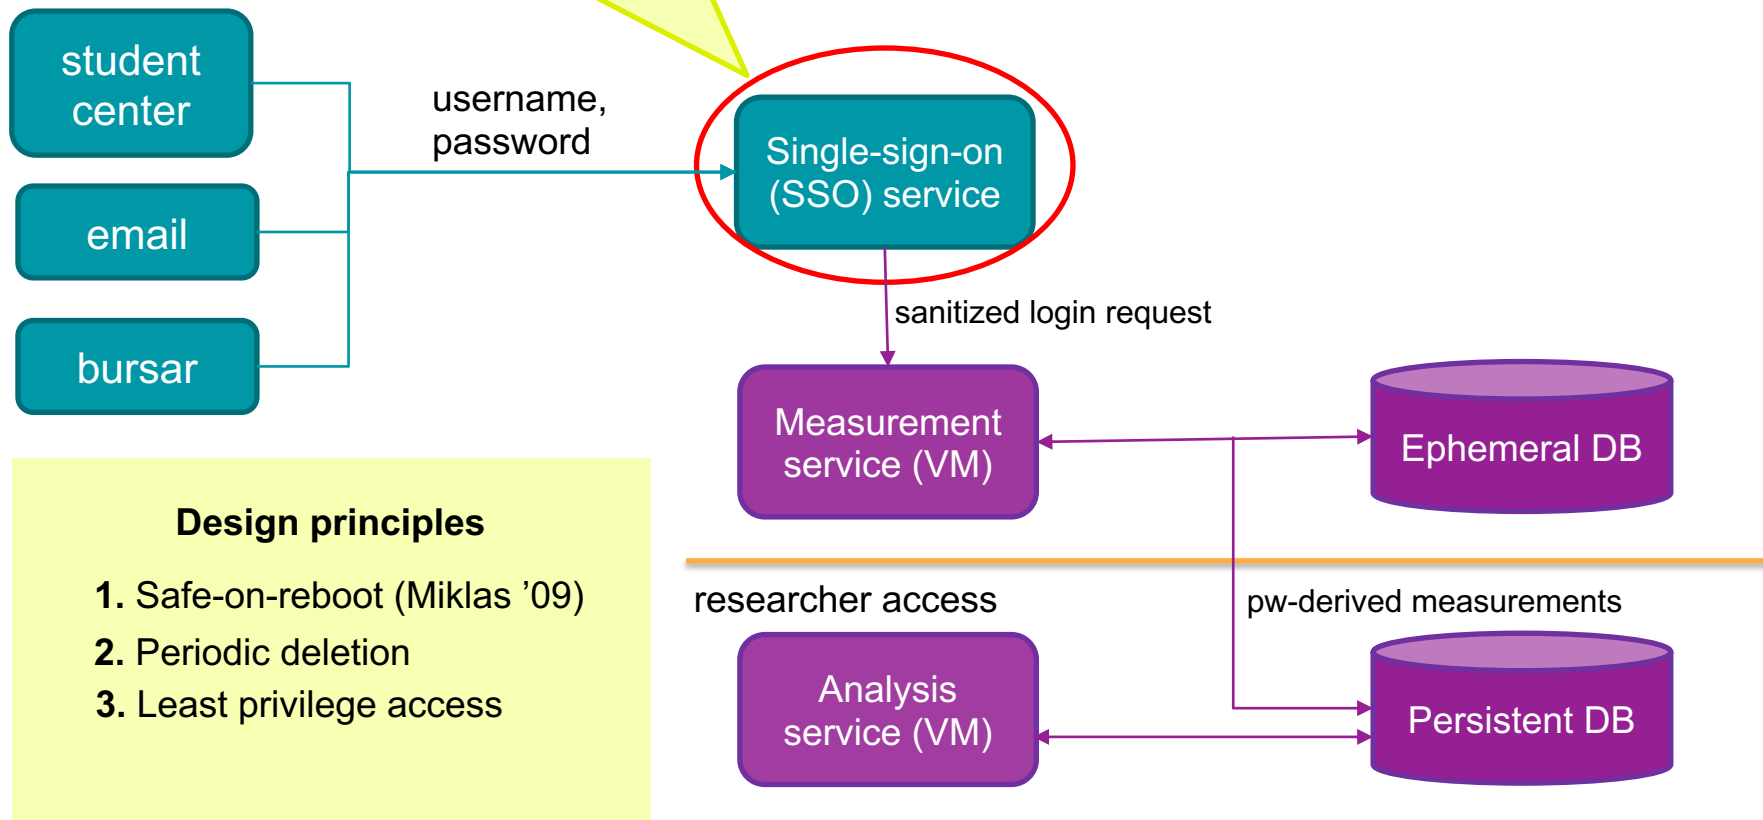 student
center
username,
password
Single-sign-on
(SSO) service
email
sanitized login request
bursar
Measurement
service (VM)
Ephemeral DB
Design principles
1. Safe-on-reboot (Miklas ’09)
2. Periodic deletion
3. Least privilege access
researcher access
pw-derived measurements
Analysis
service (VM)
Persistent DB